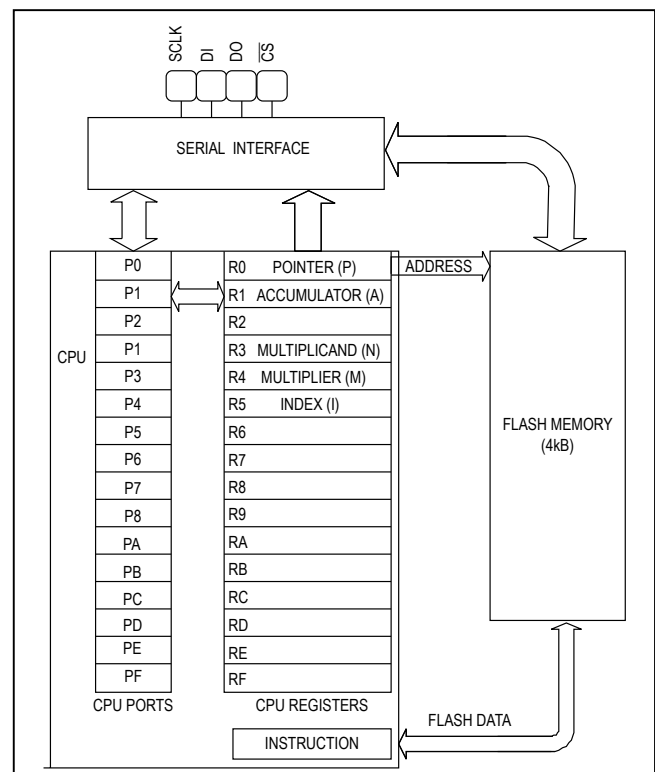 SCLK
DI
DO
CS
SERIAL INTERFACE
CPU
P0
P1
P2
P1
P3
P4
P5
P6
P7
P8
PA
PB
PC
PD
PE
PF
CPU PORTS
R0 POINTER (P)
R1 ACCUMULATOR (A)
R2
R3 MULTIPLICAND (N)
R4 MULTIPLIER (M)
R5 INDEX (I)
R6
R7
R8
R9
RA
RB
RC
RD
RE
RF
CPU REGISTERS
INSTRUCTION
ADDRESS
FLASH MEMORY
(4kB)
FLASH DATA